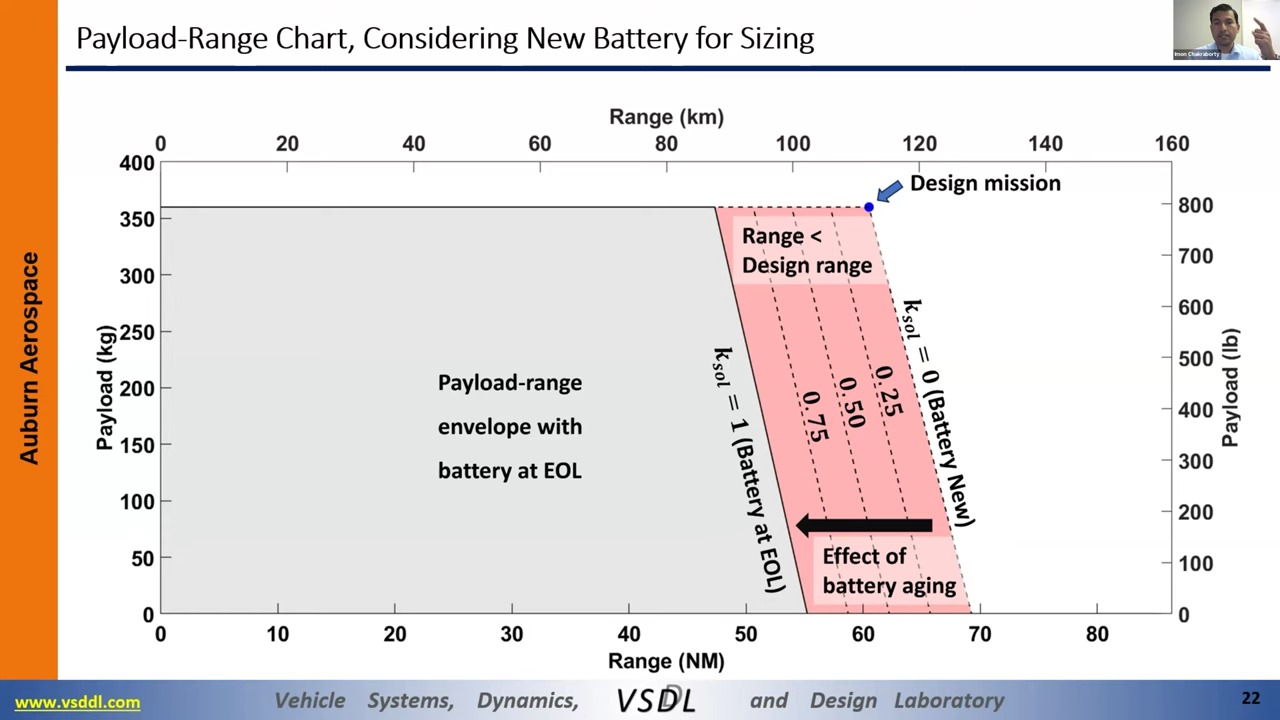 Payload-Range Chart, Considering New Battery for Sizing
Imon Chakraborty
Auburn Aerospace
Range (km)
0 20 40 60 80 100 120 140 160
Payload (kg)
400
350
300
250
200
150
100
50
0
Design mission
Range <
Design range
k_sol = 0 (Battery New)
0.25
0.50
0.75
k_sol = 1 (Battery at EOL)
Payload-range
envelope with
battery at EOL
Effect of
battery aging
800
700
600
500
400
300
200
100
0
Payload (lb)
0 10 20 30 40 50 60 70 80
Range (NM)
www.vsddl.com
Vehicle Systems, Dynamics, VSDDL and Design Laboratory
22